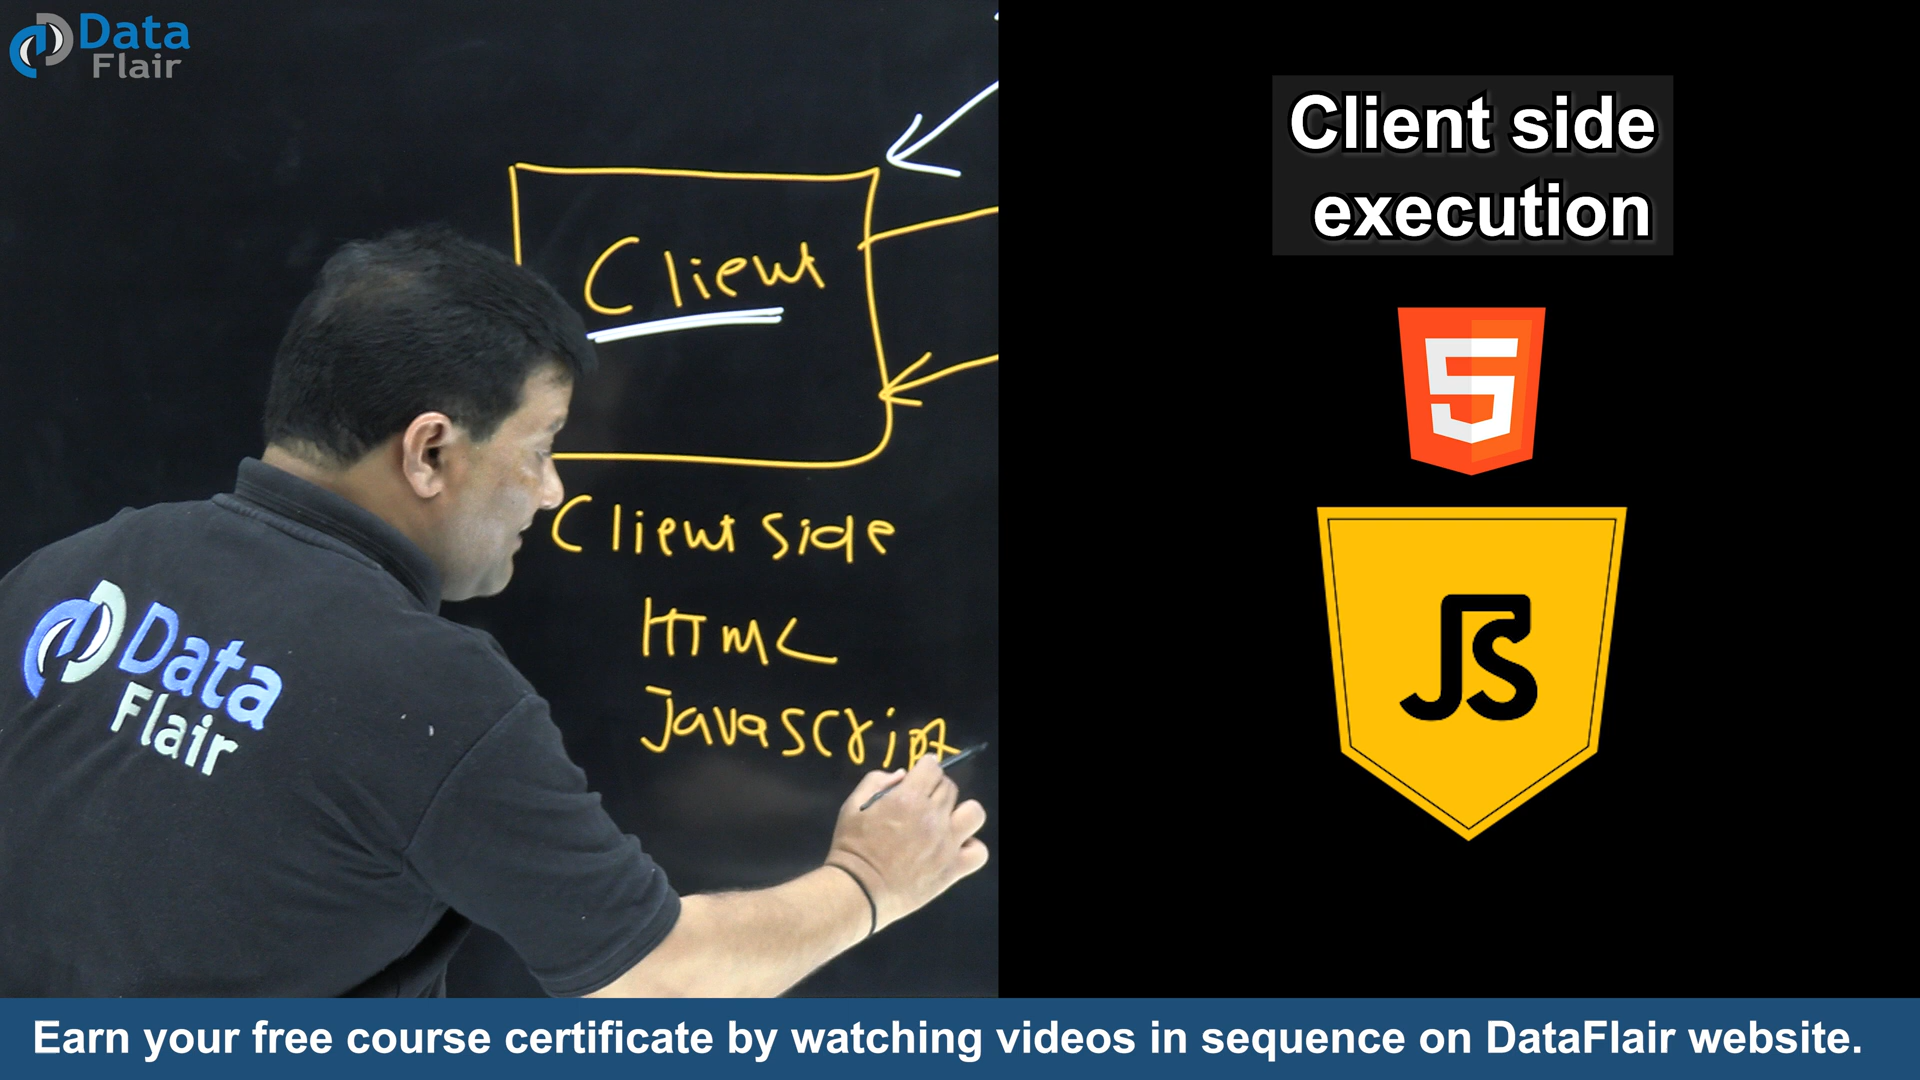 Data
Flair
Client
Client side
HTML
Javascript
Data
Flair
Client side
execution
5
JS
Earn your free course certificate by watching videos in sequence on DataFlair website.